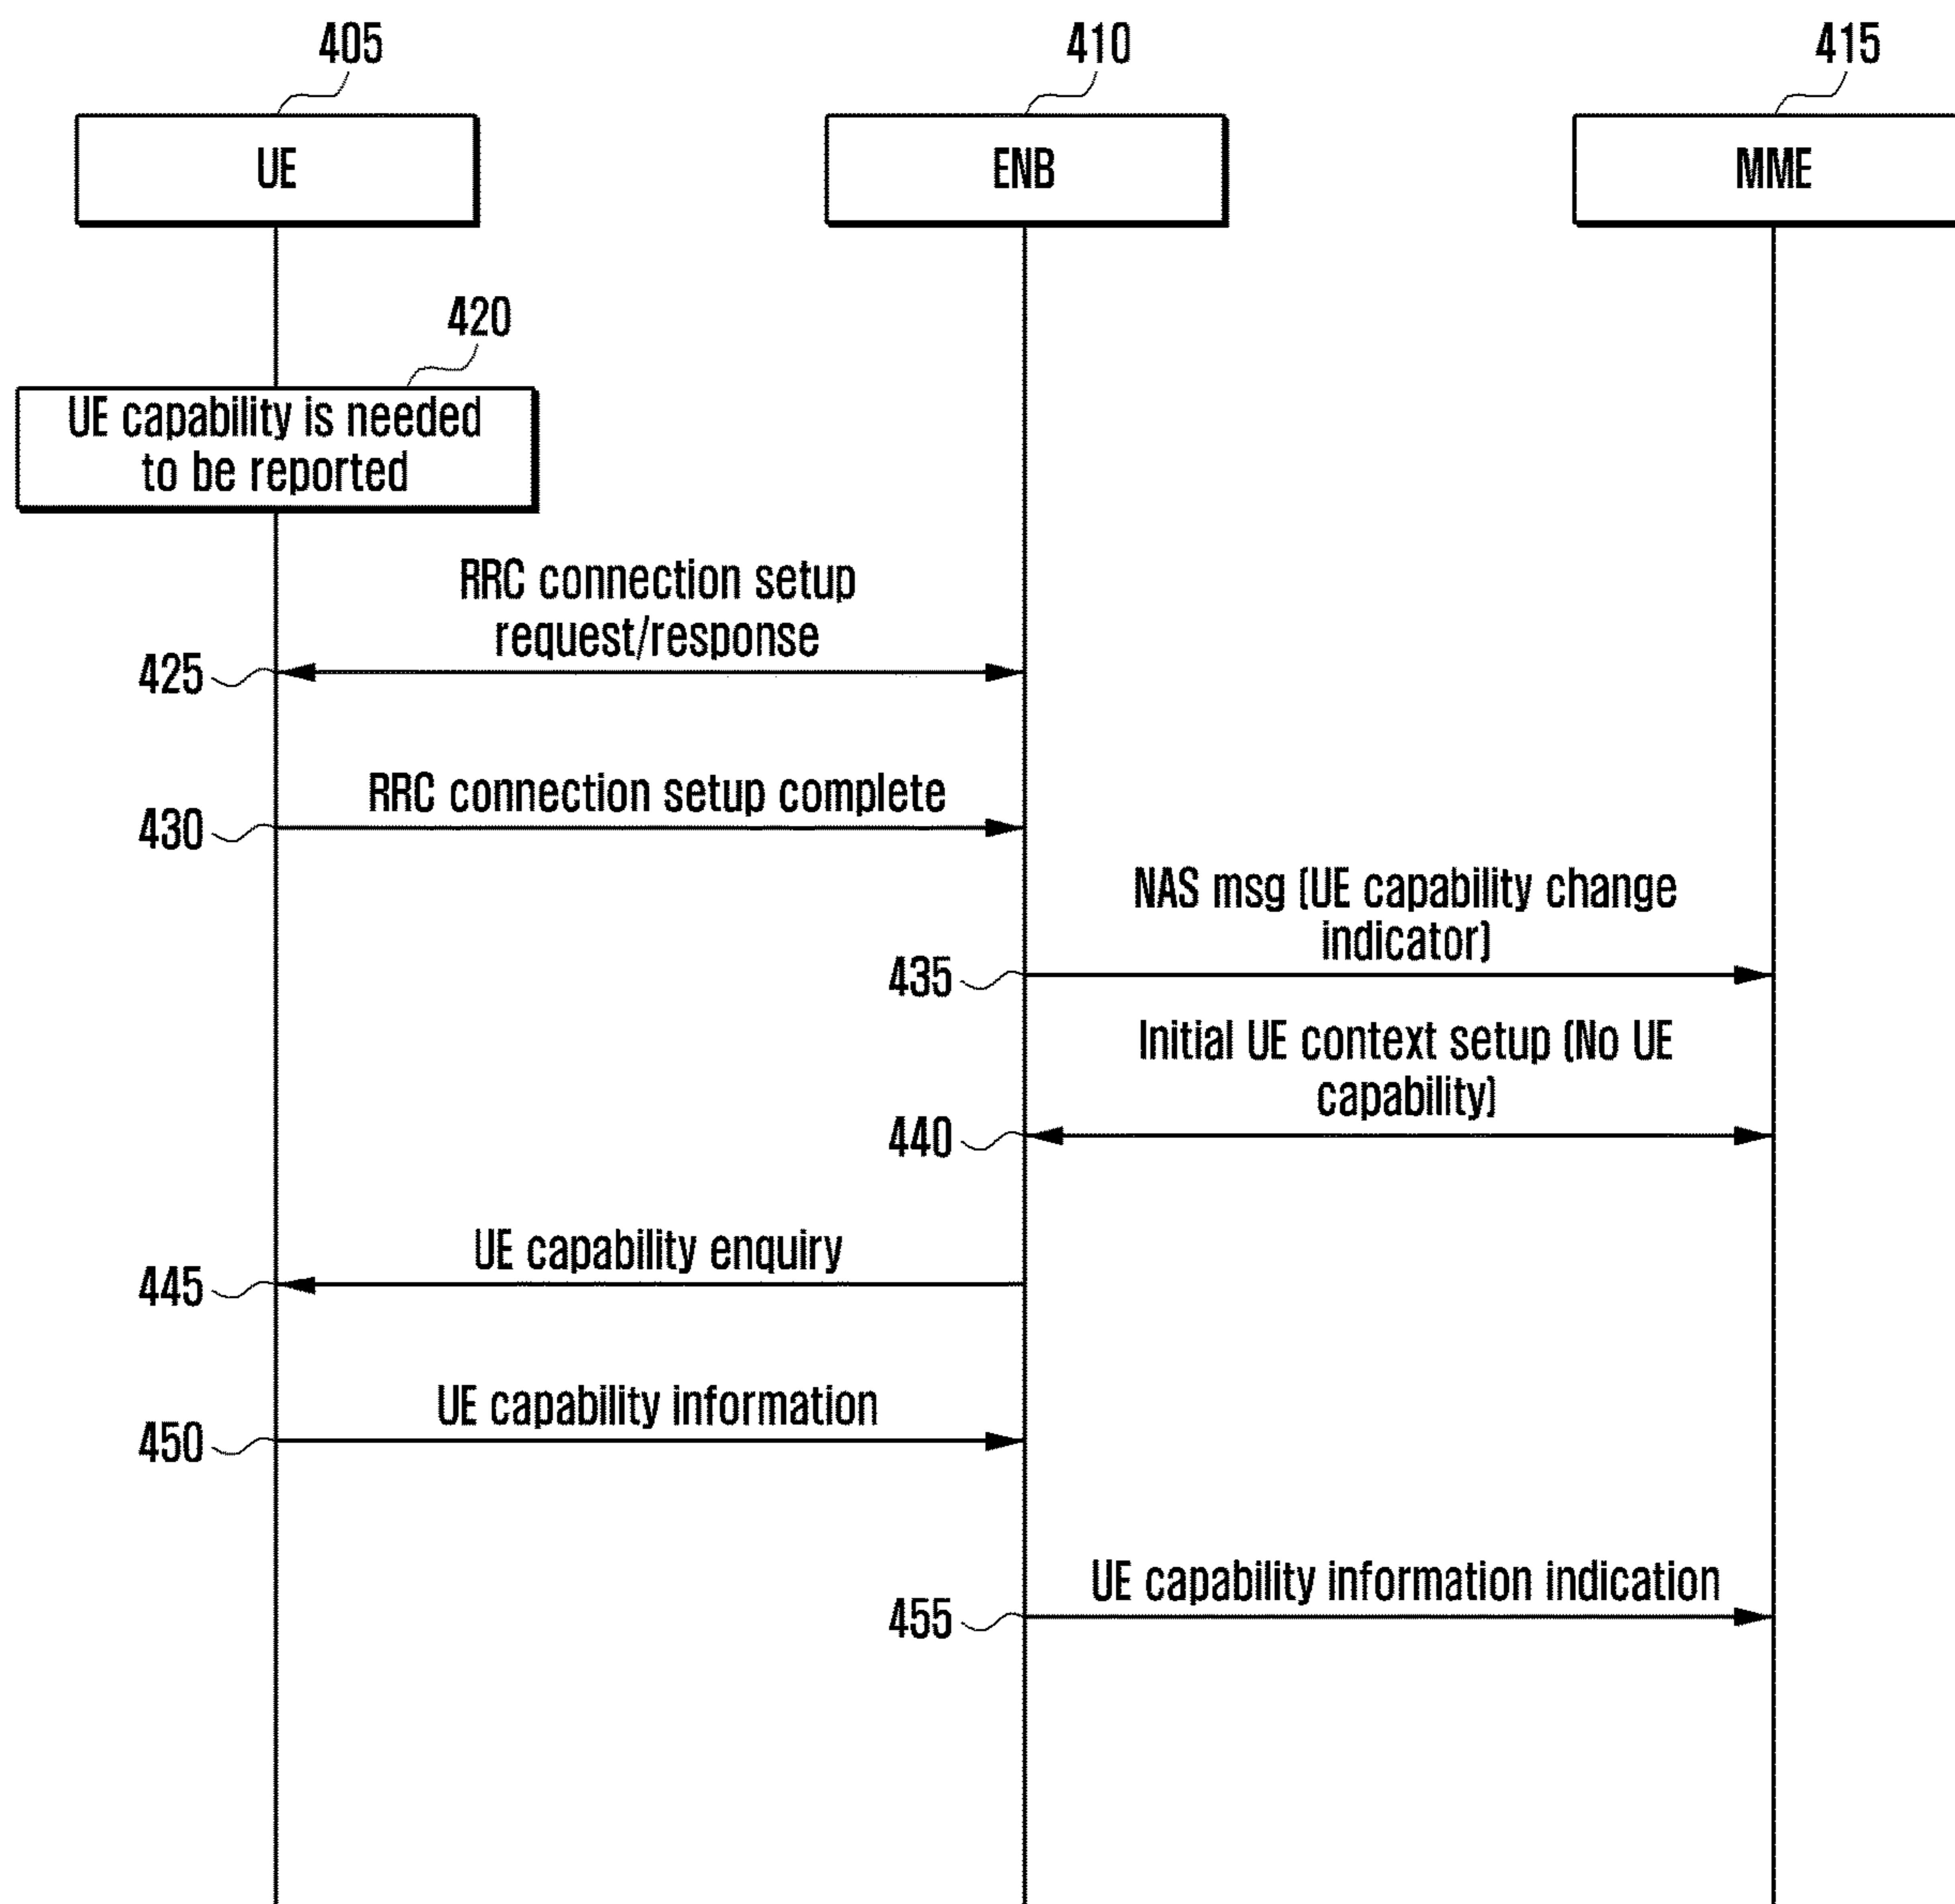 405
410
415
UE
ENB
MME
420
UE capability is needed
to be reported
RRC connection setup
request/response
425
RRC connection setup complete
430
NAS msg (UE capability change
indicator)
435
Initial UE context setup (No UE
capability)
440
UE capability enquiry
445
UE capability information
450
UE capability information indication
455